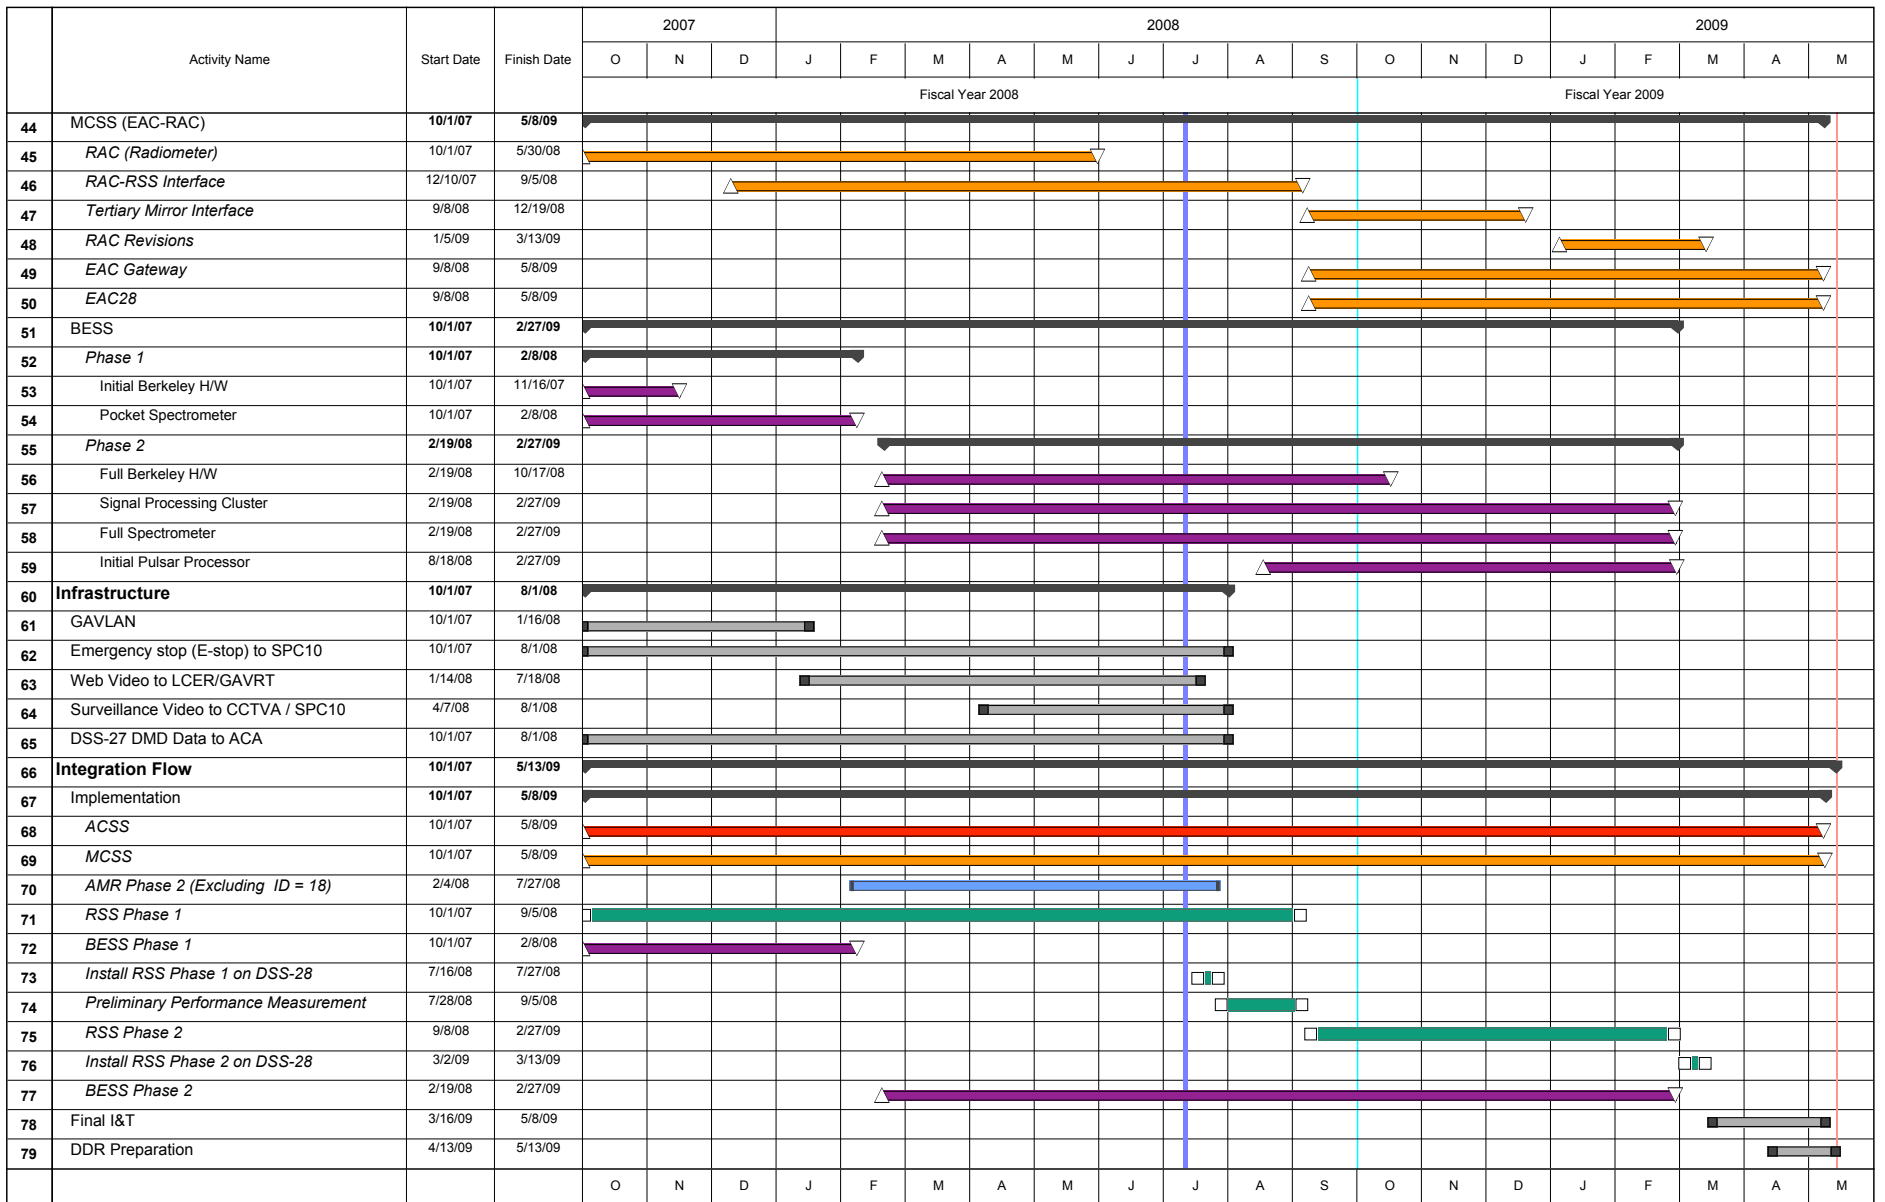 2007 2008 2009
Activity Name Start Date Finish Date O N D J F M A M J J A S O N D J F M A M
Fiscal Year 2008 Fiscal Year 2009
44 MCSS (EAC-RAC) 10/1/07 5/8/09
45 RAC (Radiometer) 10/1/07 5/30/08
46 RAC-RSS Interface 12/10/07 9/5/08
47 Tertiary Mirror Interface 9/8/08 12/19/08
48 RAC Revisions 1/5/09 3/13/09
49 EAC Gateway 9/8/08 5/8/09
50 EAC28 9/8/08 5/8/09
51 BESS 10/1/07 2/27/09
52 Phase 1 10/1/07 2/8/08
53 Initial Berkeley H/W 10/1/07 11/16/07
54 Pocket Spectrometer 10/1/07 2/8/08
55 Phase 2 2/19/08 2/27/09
56 Full Berkeley H/W 2/19/08 10/17/08
57 Signal Processing Cluster 2/19/08 2/27/09
58 Full Spectrometer 2/19/08 2/27/09
59 Initial Pulsar Processor 8/18/08 2/27/09
60 Infrastructure 10/1/07 8/1/08
61 GAVLAN 10/1/07 1/16/08
62 Emergency stop (E-stop) to SPC10 10/1/07 8/1/08
63 Web Video to LCER/GAVRT 1/14/08 7/18/08
64 Surveillance Video to CCTVA / SPC10 4/7/08 8/1/08
65 DSS-27 DMD Data to ACA 10/1/07 8/1/08
66 Integration Flow 10/1/07 5/13/09
67 Implementation 10/1/07 5/8/09
68 ACSS 10/1/07 5/8/09
69 MCSS 10/1/07 5/8/09
70 AMR Phase 2 (Excluding ID = 18) 2/4/08 7/27/08
71 RSS Phase 1 10/1/07 9/5/08
72 BESS Phase 1 10/1/07 2/8/08
73 Install RSS Phase 1 on DSS-28 7/16/08 7/27/08
74 Preliminary Performance Measurement 7/28/08 9/5/08
75 RSS Phase 2 9/8/08 2/27/09
76 Install RSS Phase 2 on DSS-28 3/2/09 3/13/09
77 BESS Phase 2 2/19/08 2/27/09
78 Final I&T 3/16/09 5/8/09
79 DDR Preparation 4/13/09 5/13/09
O N D J F M A M J J A S O N D J F M A M